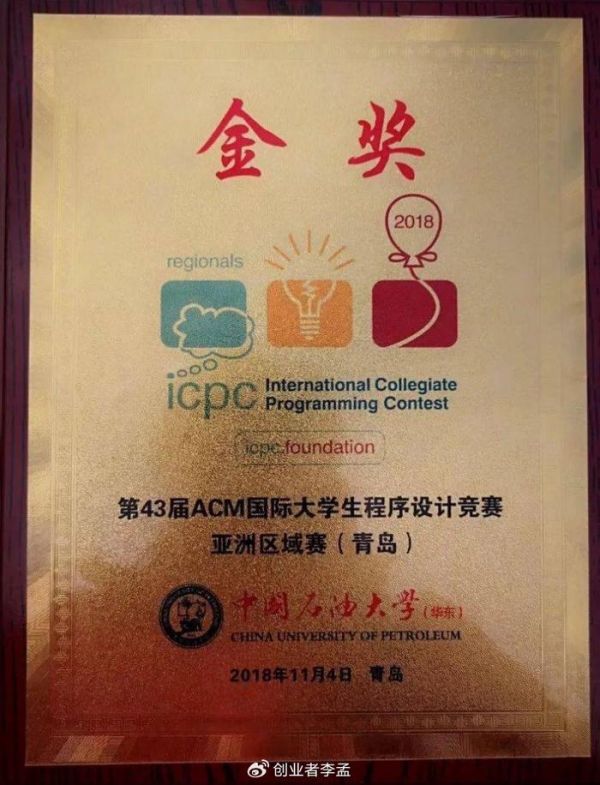 金奖
2018
regionals
icpc International Collegiate
Programming Contest
icpc.foundation
第43届ACM国际大学生程序设计竞赛
亚洲区域赛（青岛）
中国石油大学(华东)
CHINA UNIVERSITY OF PETROLEUM
2018年11月4日 青岛
创业者李孟